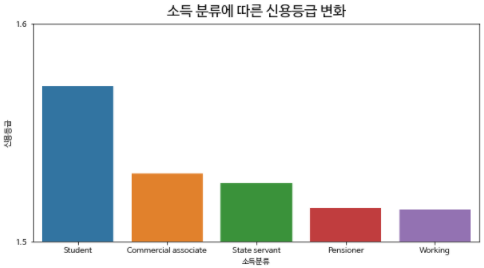 소득 분류에 따른 신용등급 변화
1.6
신용등급
1.5
Student Commercial associate State servant Pensioner Working
소득분류